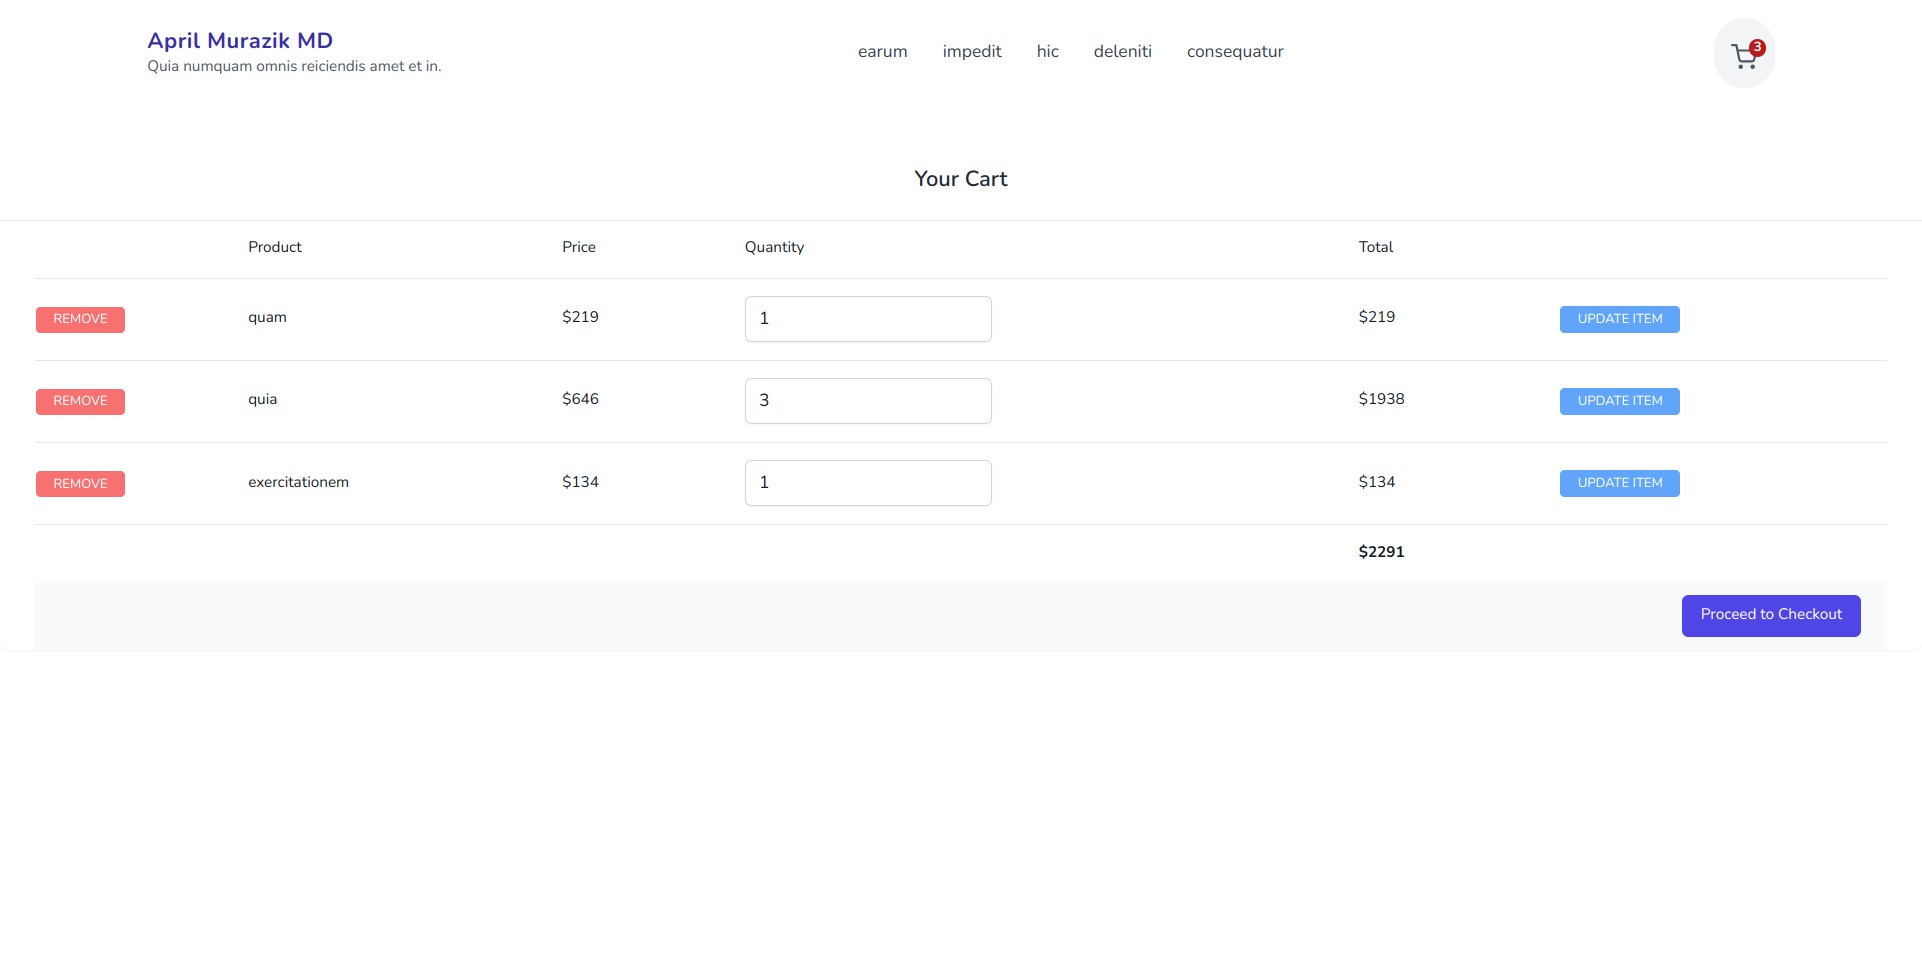 April Murazik MD
Quia numquam omnis reiciendis amet et in.
earum impedit hic deleniti consequatur
3
Your Cart
Product Price Quantity Total
REMOVE quam $219 1 $219 UPDATE ITEM
REMOVE quia $646 3 $1938 UPDATE ITEM
REMOVE exercitationem $134 1 $134 UPDATE ITEM
$2291
Proceed to Checkout